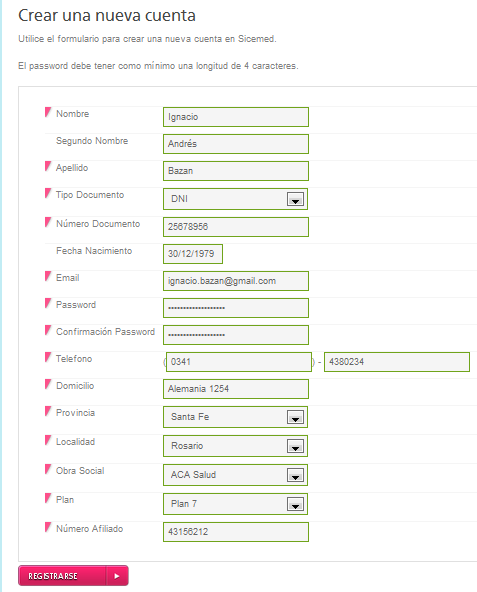 Crear una nueva cuenta
Utilice el formulario para crear una nueva cuenta en Sicemed.
El password debe tener como mínimo una longitud de 4 caracteres.
Nombre Ignacio
Segundo Nombre Andrés
Apellido Bazan
Tipo Documento DNI
Número Documento 25678956
Fecha Nacimiento 30/12/1979
Email ignacio.bazan@gmail.com
Password ••••••••••••••••••
Confirmación Password ••••••••••••••••••
Telefono (0341) - 4380234
Domicilio Alemania 1254
Provincia Santa Fe
Localidad Rosario
Obra Social ACA Salud
Plan Plan 7
Número Afiliado 43156212
REGISTRARSE